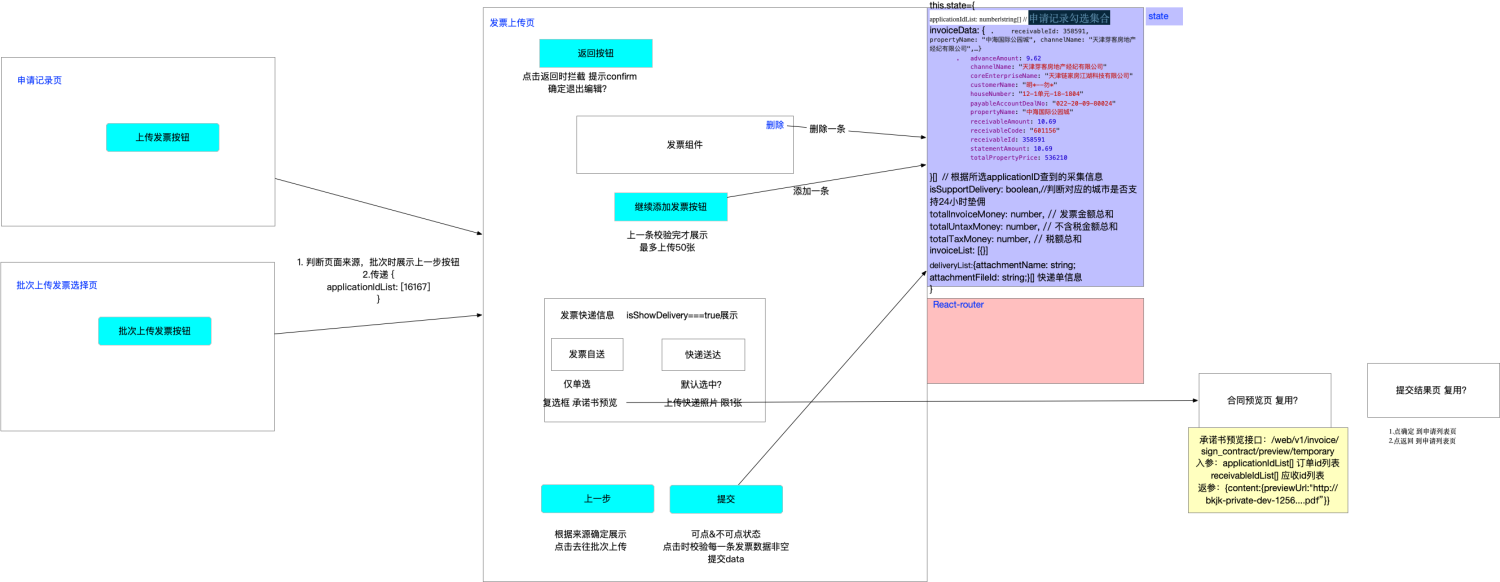 申请记录页
上传发票按钮
批次上传发票选择页
批次上传发票按钮
1. 判断页面来源，批次时展示上一步按钮
2.传递 {
applicationIdList: [16167]
}
发票上传页
返回按钮
点击返回时拦截 提示confirm
确定退出编辑?
删除
发票组件
删除一条
继续添加发票按钮
添加一条
上一条校验完才展示
最多上传50张
发票快递信息 isShowDelivery===true展示
发票自送
快递送达
仅单选
默认选中?
复选框 承诺书预览
上传快递照片 限1张
上一步
提交
根据来源确定展示
点击去往批次上传
可点&不可点状态
点击时校验每一条发票数据非空
提交data
this.state={
applicationIdList: number|string[] // 申请记录勾选集合
invoiceData: { . receivableId: 358591,
propertyName: "中海国际公园城", channelName: "天津穿客房地产
经纪有限公司",…}
. advanceAmount: 9.62
channelName: "天津穿客房地产经纪有限公司"
coreEnterpriseName: "天津链家房江湖科技有限公司"
customerName: "明*--勿*"
houseNumber: "12-1单元-18-1804"
payableAccountDealNo: "022-20-09-80024"
propertyName: "中海国际公园城"
receivableAmount: 10.69
receivableCode: "601156"
receivableId: 358591
statementAmount: 10.69
totalPropertyPrice: 536210
}[] // 根据所选applicationID查到的采集信息
isSupportDelivery: boolean,//判断对应的城市是否支
持24小时垫佣
totalInvoiceMoney: number, // 发票金额总和
totalUntaxMoney: number, // 不含税金额总和
totalTaxMoney: number, // 税额总和
invoiceList: [{}]
deliveryList:{attachmentName: string;
attachmentFileId: string;}[] 快递单信息
}
state
React-router
合同预览页 复用?
承诺书预览接口：/web/v1/invoice/
sign_contract/preview/temporary
入参：applicationIdList[] 订单id列表
receivableIdList[] 应收id列表
返参：{content:{previewUrl:"http://
bkjk-private-dev-1256....pdf"}}
提交结果页 复用?
1.点确定 到申请列表页
2.点返回 到申请列表页